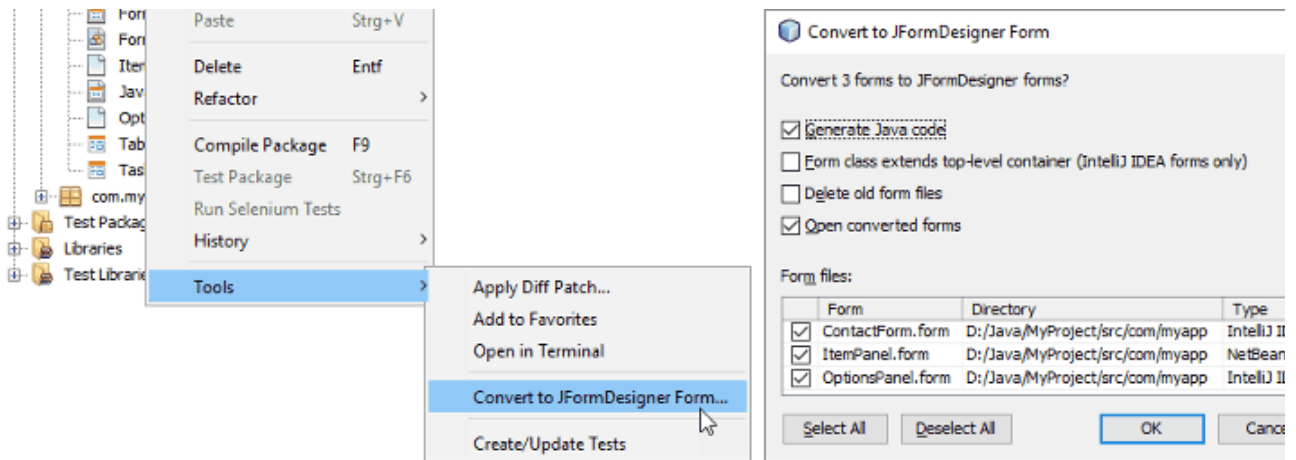 Paste Strg+V
Delete Entf
Refactor
Compile Package F9
Test Package Strg+F6
Run Selenium Tests
History
Tools
com.my
Test Packag
Libraries
Test Librarie
Apply Diff Patch...
Add to Favorites
Open in Terminal
Convert to JFormDesigner Form...
Create/Update Tests
Convert to JFormDesigner Form
Convert 3 forms to JFormDesigner forms?
Generate Java code
Form class extends top-level container (IntelliJ IDEA forms only)
Delete old form files
Open converted forms
Form files:
Form Directory Type
ContactForm.form D:/Java/MyProject/src/com/myapp IntelliJ
ItemPanel.form D:/Java/MyProject/src/com/myapp NetBean
OptionsPanel.form D:/Java/MyProject/src/com/myapp IntelliJ
Select All Deselect All OK Cance